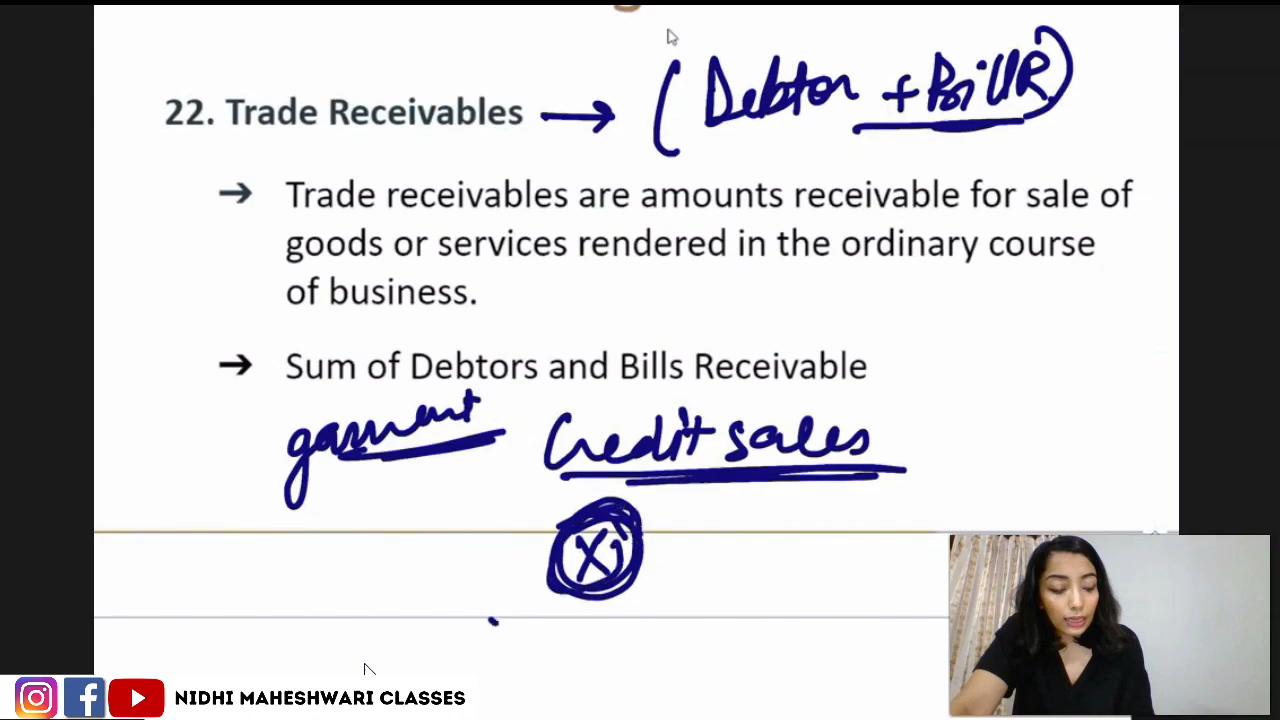 22. Trade Receivables → (Debtor + Bill R)
➔ Trade receivables are amounts receivable for sale of
goods or services rendered in the ordinary course
of business.
➔ Sum of Debtors and Bills Receivable
garment Credit sales
NIDHI MAHESHWARI CLASSES